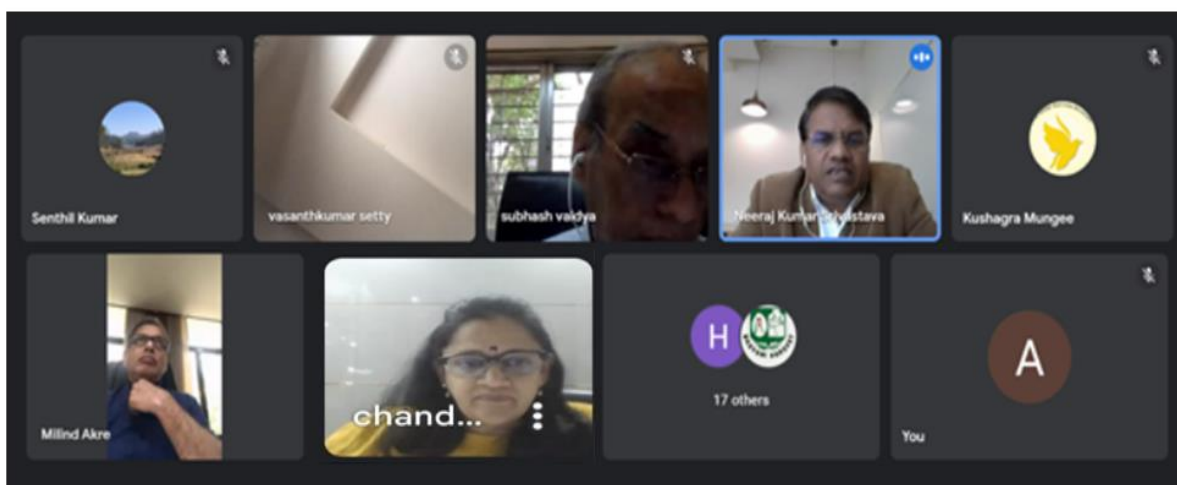 Senthil Kumar
vasanthkumar setty
subhash vaidya
Neeraj Kumar Srivastava
Kushagra Mungee
Milind Akre
chand...
H
17 others
A
You